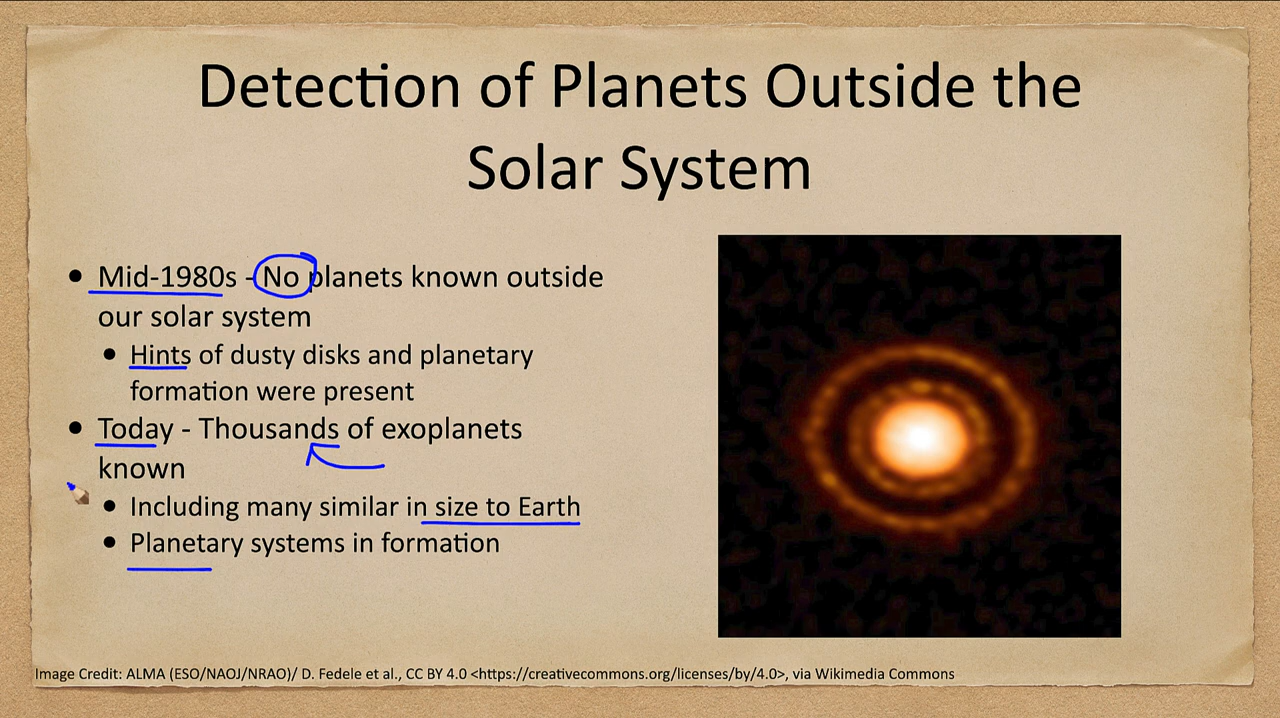 Detection of Planets Outside the
Solar System
• Mid-1980s - No planets known outside
our solar system
• Hints of dusty disks and planetary
formation were present
• Today - Thousands of exoplanets
known
• Including many similar in size to Earth
• Planetary systems in formation
Image Credit: ALMA (ESO/NAOJ/NRAO)/ D. Fedele et al., CC BY 4.0 <https://creativecommons.org/licenses/by/4.0>, via Wikimedia Commons